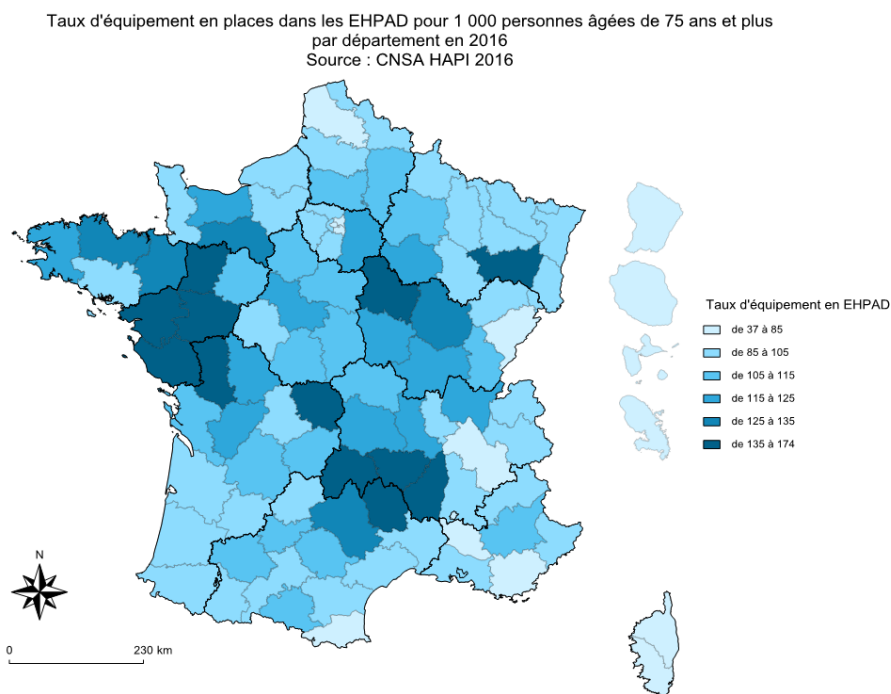 Taux d'équipement en places dans les EHPAD pour 1 000 personnes âgées de 75 ans et plus
par département en 2016
Source : CNSA HAPI 2016
Taux d'équipement en EHPAD
de 37 à 85
de 85 à 105
de 105 à 115
de 115 à 125
de 125 à 135
de 135 à 174
N
0 230 km